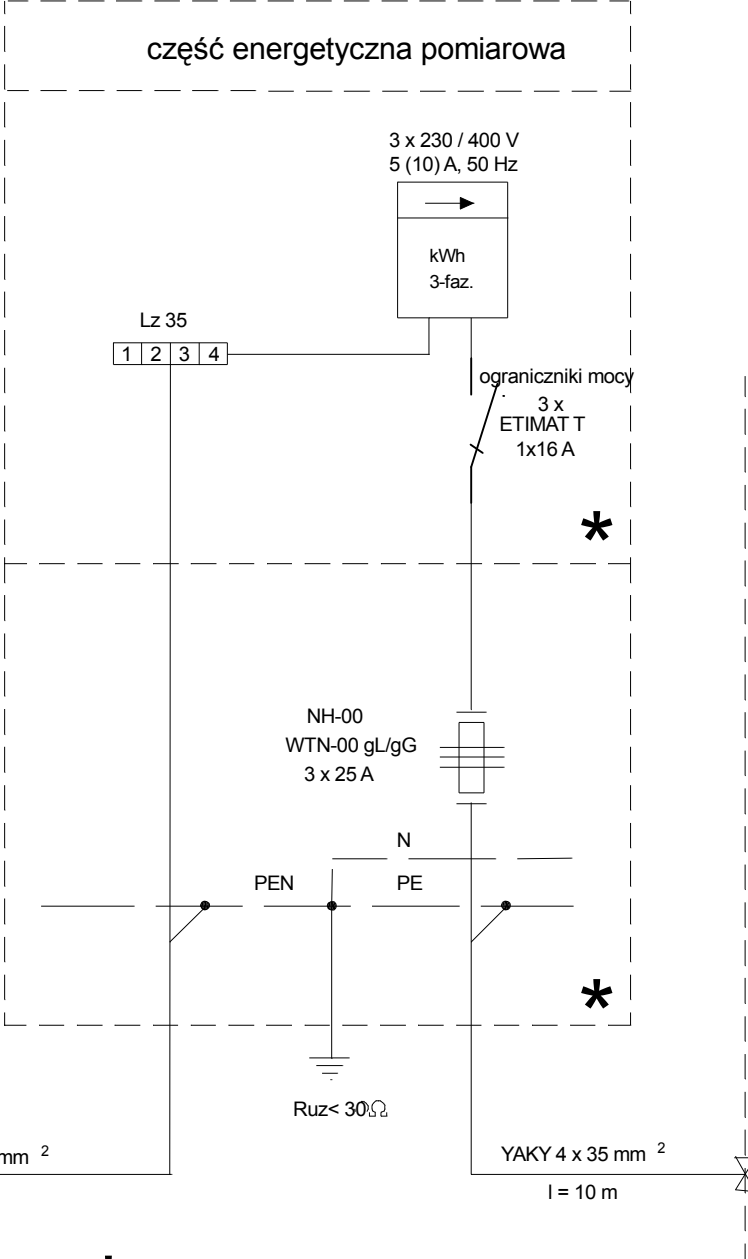 część energetyczna pomiarowa
3 x 230 / 400 V
5 (10) A, 50 Hz
kWh
3-faz.
Lz 35
1 2 3 4
ograniczniki mocy
3 x
ETIMAT T
1x16 A
*
NH-00
WTN-00 gL/gG
3 x 25 A
N
PEN PE
*
Ruz< 30Ω
mm 2
YAKY 4 x 35 mm 2
l = 10 m